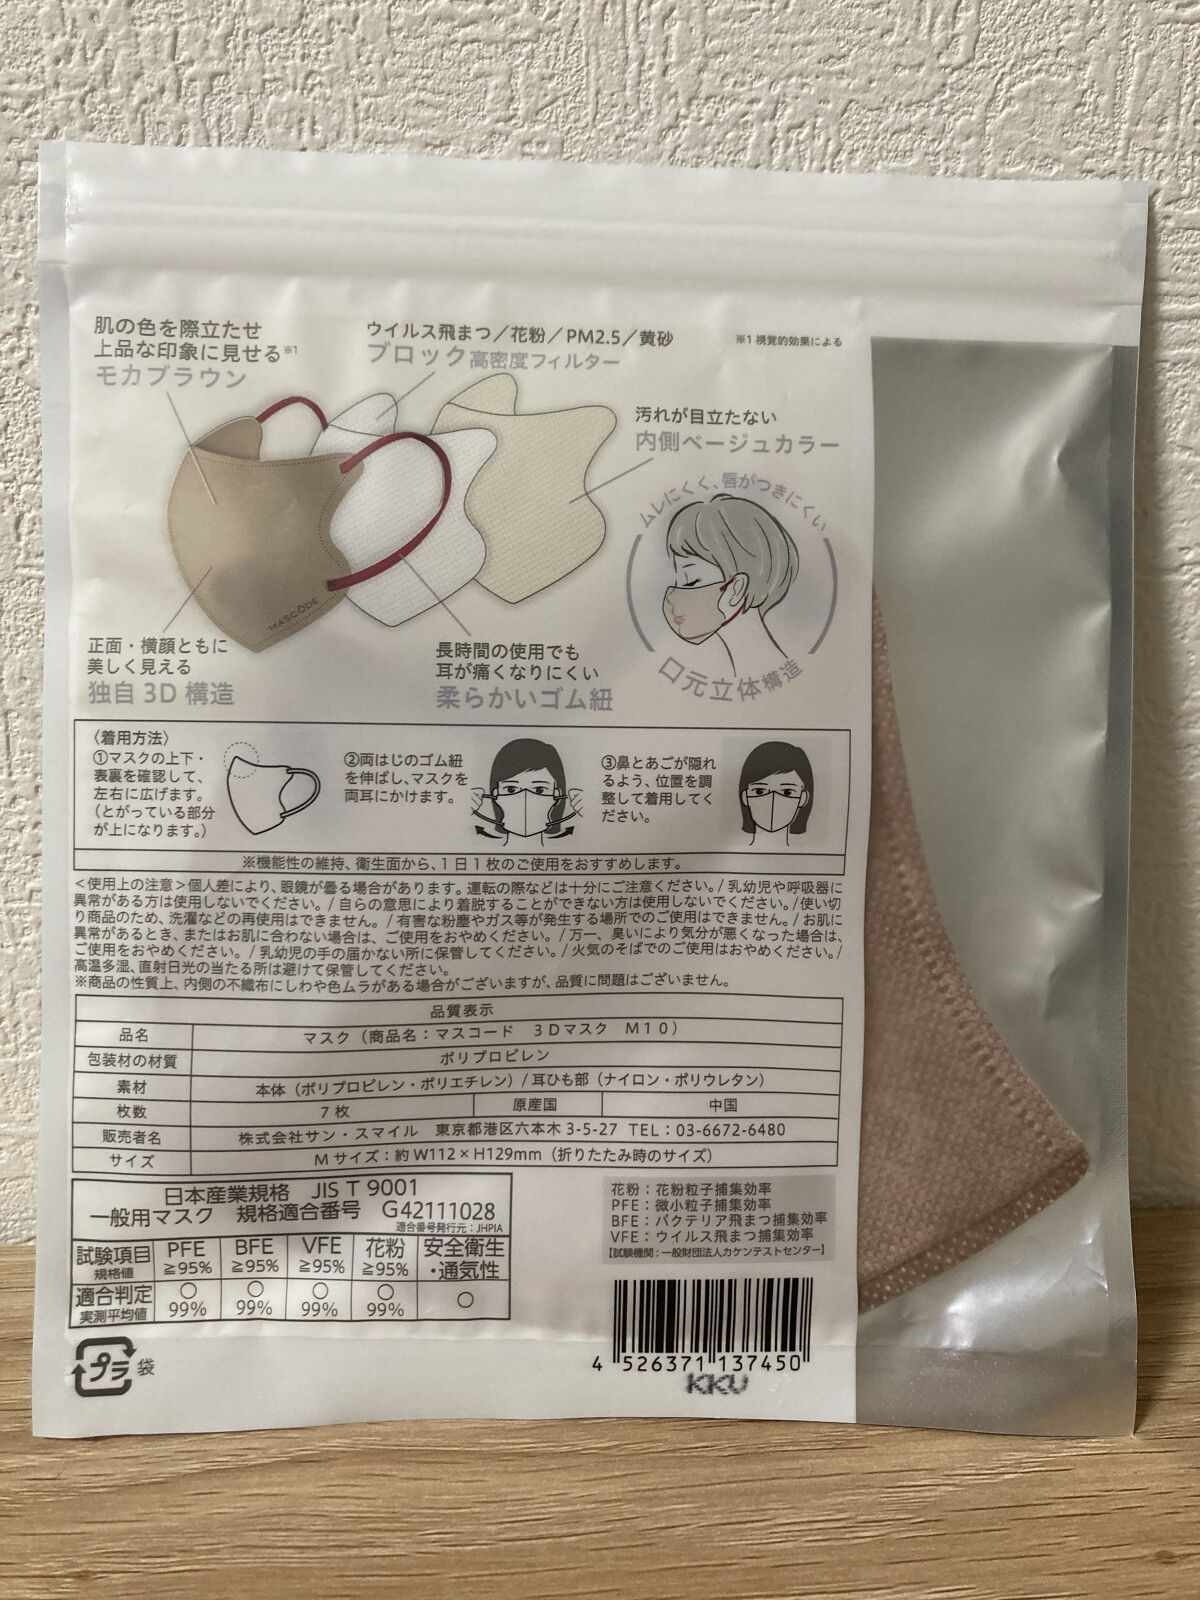 肌の色を際立たせ
上品な印象に見せる※1
モカブラウン
ウイルス飛まつ／花粉／PM2.5／黄砂
ブロック高密度フィルター
※1 視覚的効果による
汚れが目立たない
内側ベージュカラー
ムレにくく、唇がつきにくい
口元立体構造
MASCODE
正面・横顔ともに
美しく見える
独自3D構造
長時間の使用でも
耳が痛くなりにくい
柔らかいゴム紐
〈着用方法〉
①マスクの上下・
表裏を確認して、
左右に広げます。
（とがっている部分
が上になります。）
②両はじのゴム紐
を伸ばし、マスクを
両耳にかけます。
③鼻とあごが隠れ
るよう、位置を調
整して着用してく
ださい。
※機能性の維持、衛生面から、1日1枚のご使用をおすすめします。
＜使用上の注意＞個人差により、眼鏡が曇る場合があります。運転の際などは十分にご注意ください。/ 乳幼児や呼吸器に
異常がある方は使用しないでください。/ 自らの意思により着脱することができない方は使用しないでください。/使い切
り商品のため、洗濯などの再使用はできません。/ 有害な粉塵やガス等が発生する場所でのご使用はできません。/ お肌に
異常があるとき、またはお肌に合わない場合は、ご使用をおやめください。/ 万一、臭いにより気分が悪くなった場合は、
ご使用をおやめください。/ 乳幼児の手の届かない所に保管してください。/ 火気のそばでのご使用はおやめください。/
高温多湿、直射日光の当たる所は避けて保管してください。
※商品の性質上、内側の不織布にしわや色ムラがある場合がございますが、品質に問題はございません。
品質表示
品名 マスク（商品名：マスコード 3Dマスク M10）
包装材の材質 ポリプロピレン
素材 本体（ポリプロピレン・ポリエチレン）/ 耳ひも部（ナイロン・ポリウレタン）
枚数 7枚 原産国 中国
販売者名 株式会社サン・スマイル 東京都港区六本木3-5-27 TEL：03-6672-6480
サイズ Mサイズ：約W112×H129mm（折りたたみ時のサイズ）
日本産業規格 JIS T 9001
一般用マスク 規格適合番号 G42111028
適合番号発行元：JHPIA
試験項目 PFE BFE VFE 花粉 安全衛生
規格値 ≧95% ≧95% ≧95% ≧95% ・通気性
適合判定 ○ ○ ○ ○ ○
実測平均値 99% 99% 99% 99%
花粉：花粉粒子捕集効率
PFE：微小粒子捕集効率
BFE：バクテリア飛まつ捕集効率
VFE：ウイルス飛まつ捕集効率
【試験機関：一般財団法人カケンテストセンター】
プラ 袋
4 526371 137450
KKU